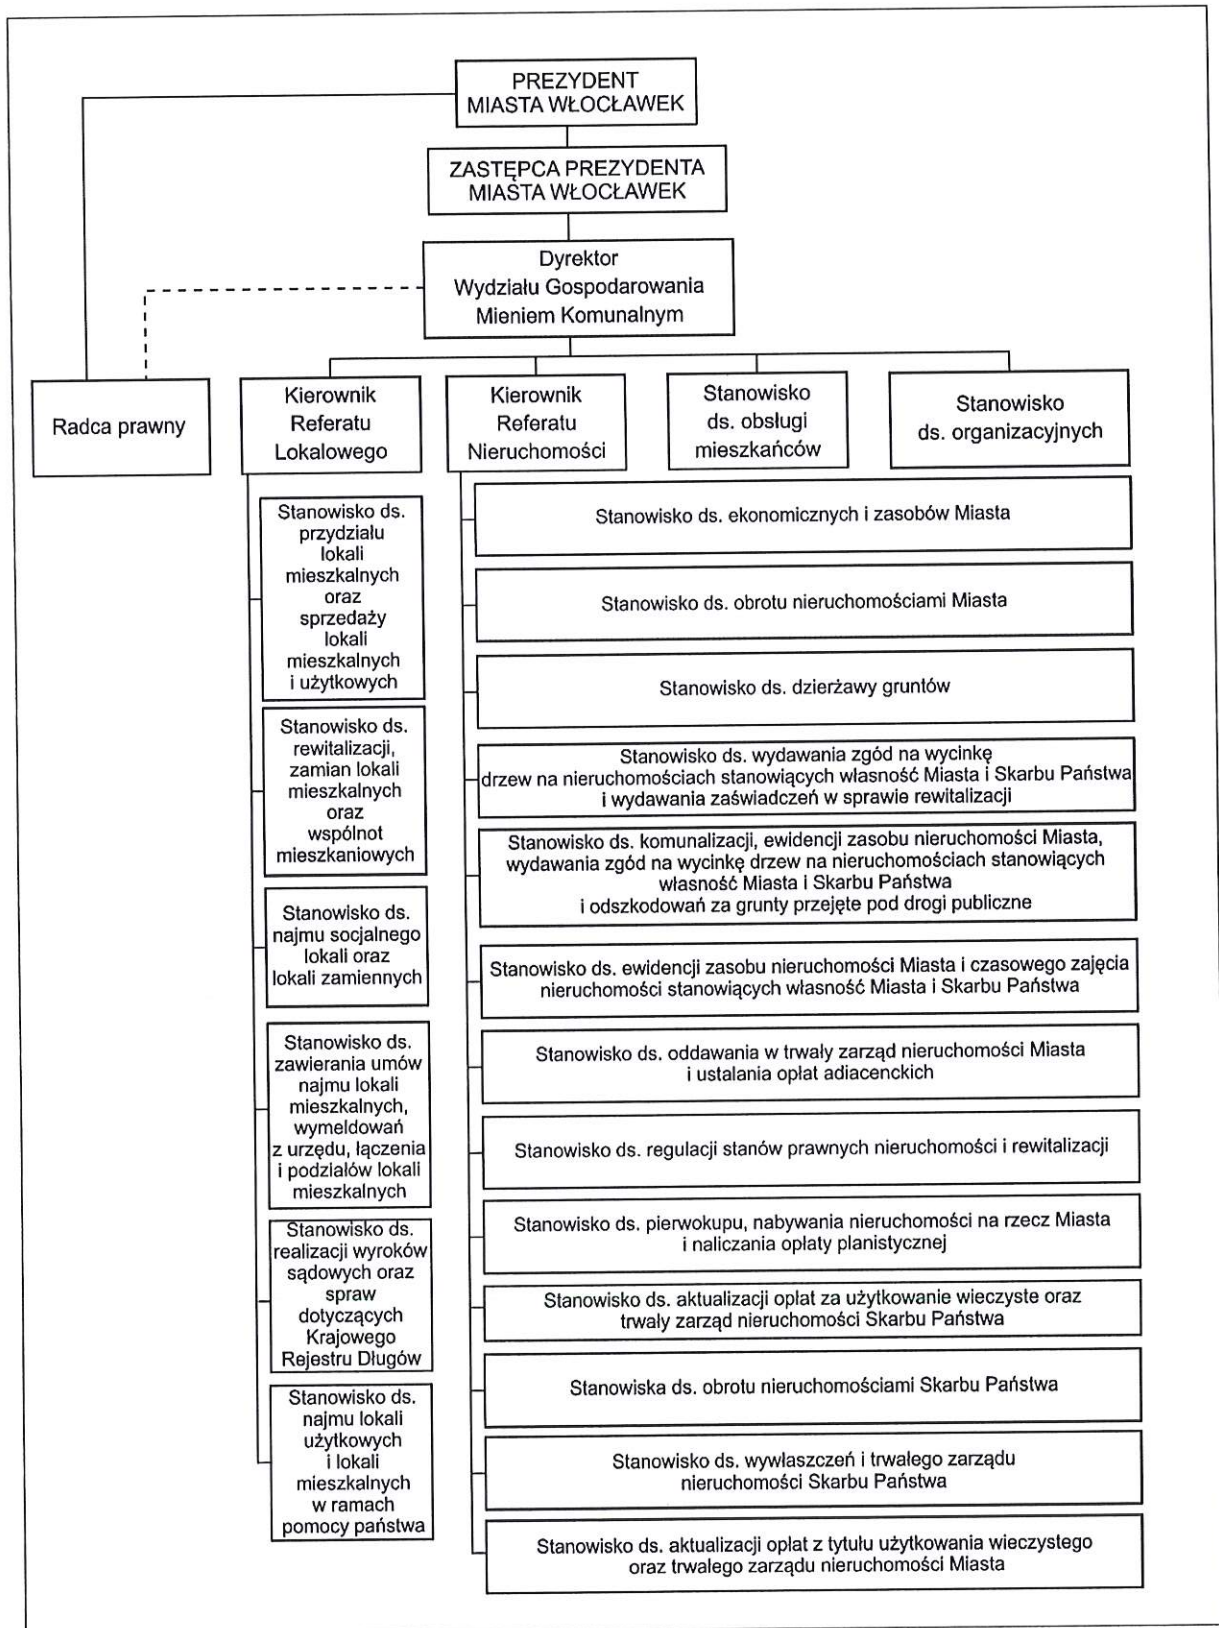 PREZYDENT
MIASTA WŁOCŁAWEK
ZASTĘPCA PREZYDENTA
MIASTA WŁOCŁAWEK
Dyrektor
Wydziału Gospodarowania
Mieniem Komunalnym
Radca prawny
Kierownik
Referatu
Lokalowego
Kierownik
Referatu
Nieruchomości
Stanowisko
ds. obsługi
mieszkańców
Stanowisko
ds. organizacyjnych
Stanowisko ds.
przydziału
lokali
mieszkalnych
oraz
sprzedaży
lokali
mieszkalnych
i użytkowych
Stanowisko ds.
rewitalizacji,
zamian lokali
mieszkalnych
oraz
wspólnot
mieszkaniowych
Stanowisko ds.
najmu socjalnego
lokali oraz
lokali zamiennych
Stanowisko ds.
zawierania umów
najmu lokali
mieszkalnych,
wymeldowań
z urzędu, łączenia
i podziałów lokali
mieszkalnych
Stanowisko ds.
realizacji wyroków
sądowych oraz
spraw
dotyczących
Krajowego
Rejestru Długów
Stanowisko ds.
najmu lokali
użytkowych
i lokali
mieszkalnych
w ramach
pomocy państwa
Stanowisko ds. ekonomicznych i zasobów Miasta
Stanowisko ds. obrotu nieruchomościami Miasta
Stanowisko ds. dzierżawy gruntów
Stanowisko ds. wydawania zgód na wycinkę
drzew na nieruchomościach stanowiących własność Miasta i Skarbu Państwa
i wydawania zaświadczeń w sprawie rewitalizacji
Stanowisko ds. komunalizacji, ewidencji zasobu nieruchomości Miasta,
wydawania zgód na wycinkę drzew na nieruchomościach stanowiących
własność Miasta i Skarbu Państwa
i odszkodowań za grunty przejęte pod drogi publiczne
Stanowisko ds. ewidencji zasobu nieruchomości Miasta i czasowego zajęcia
nieruchomości stanowiących własność Miasta i Skarbu Państwa
Stanowisko ds. oddawania w trwały zarząd nieruchomości Miasta
i ustalania opłat adiacenckich
Stanowisko ds. regulacji stanów prawnych nieruchomości i rewitalizacji
Stanowisko ds. pierwokupu, nabywania nieruchomości na rzecz Miasta
i naliczania opłaty planistycznej
Stanowisko ds. aktualizacji opłat za użytkowanie wieczyste oraz
trwały zarząd nieruchomości Skarbu Państwa
Stanowiska ds. obrotu nieruchomościami Skarbu Państwa
Stanowisko ds. wywłaszczeń i trwałego zarządu
nieruchomości Skarbu Państwa
Stanowisko ds. aktualizacji opłat z tytułu użytkowania wieczystego
oraz trwałego zarządu nieruchomości Miasta